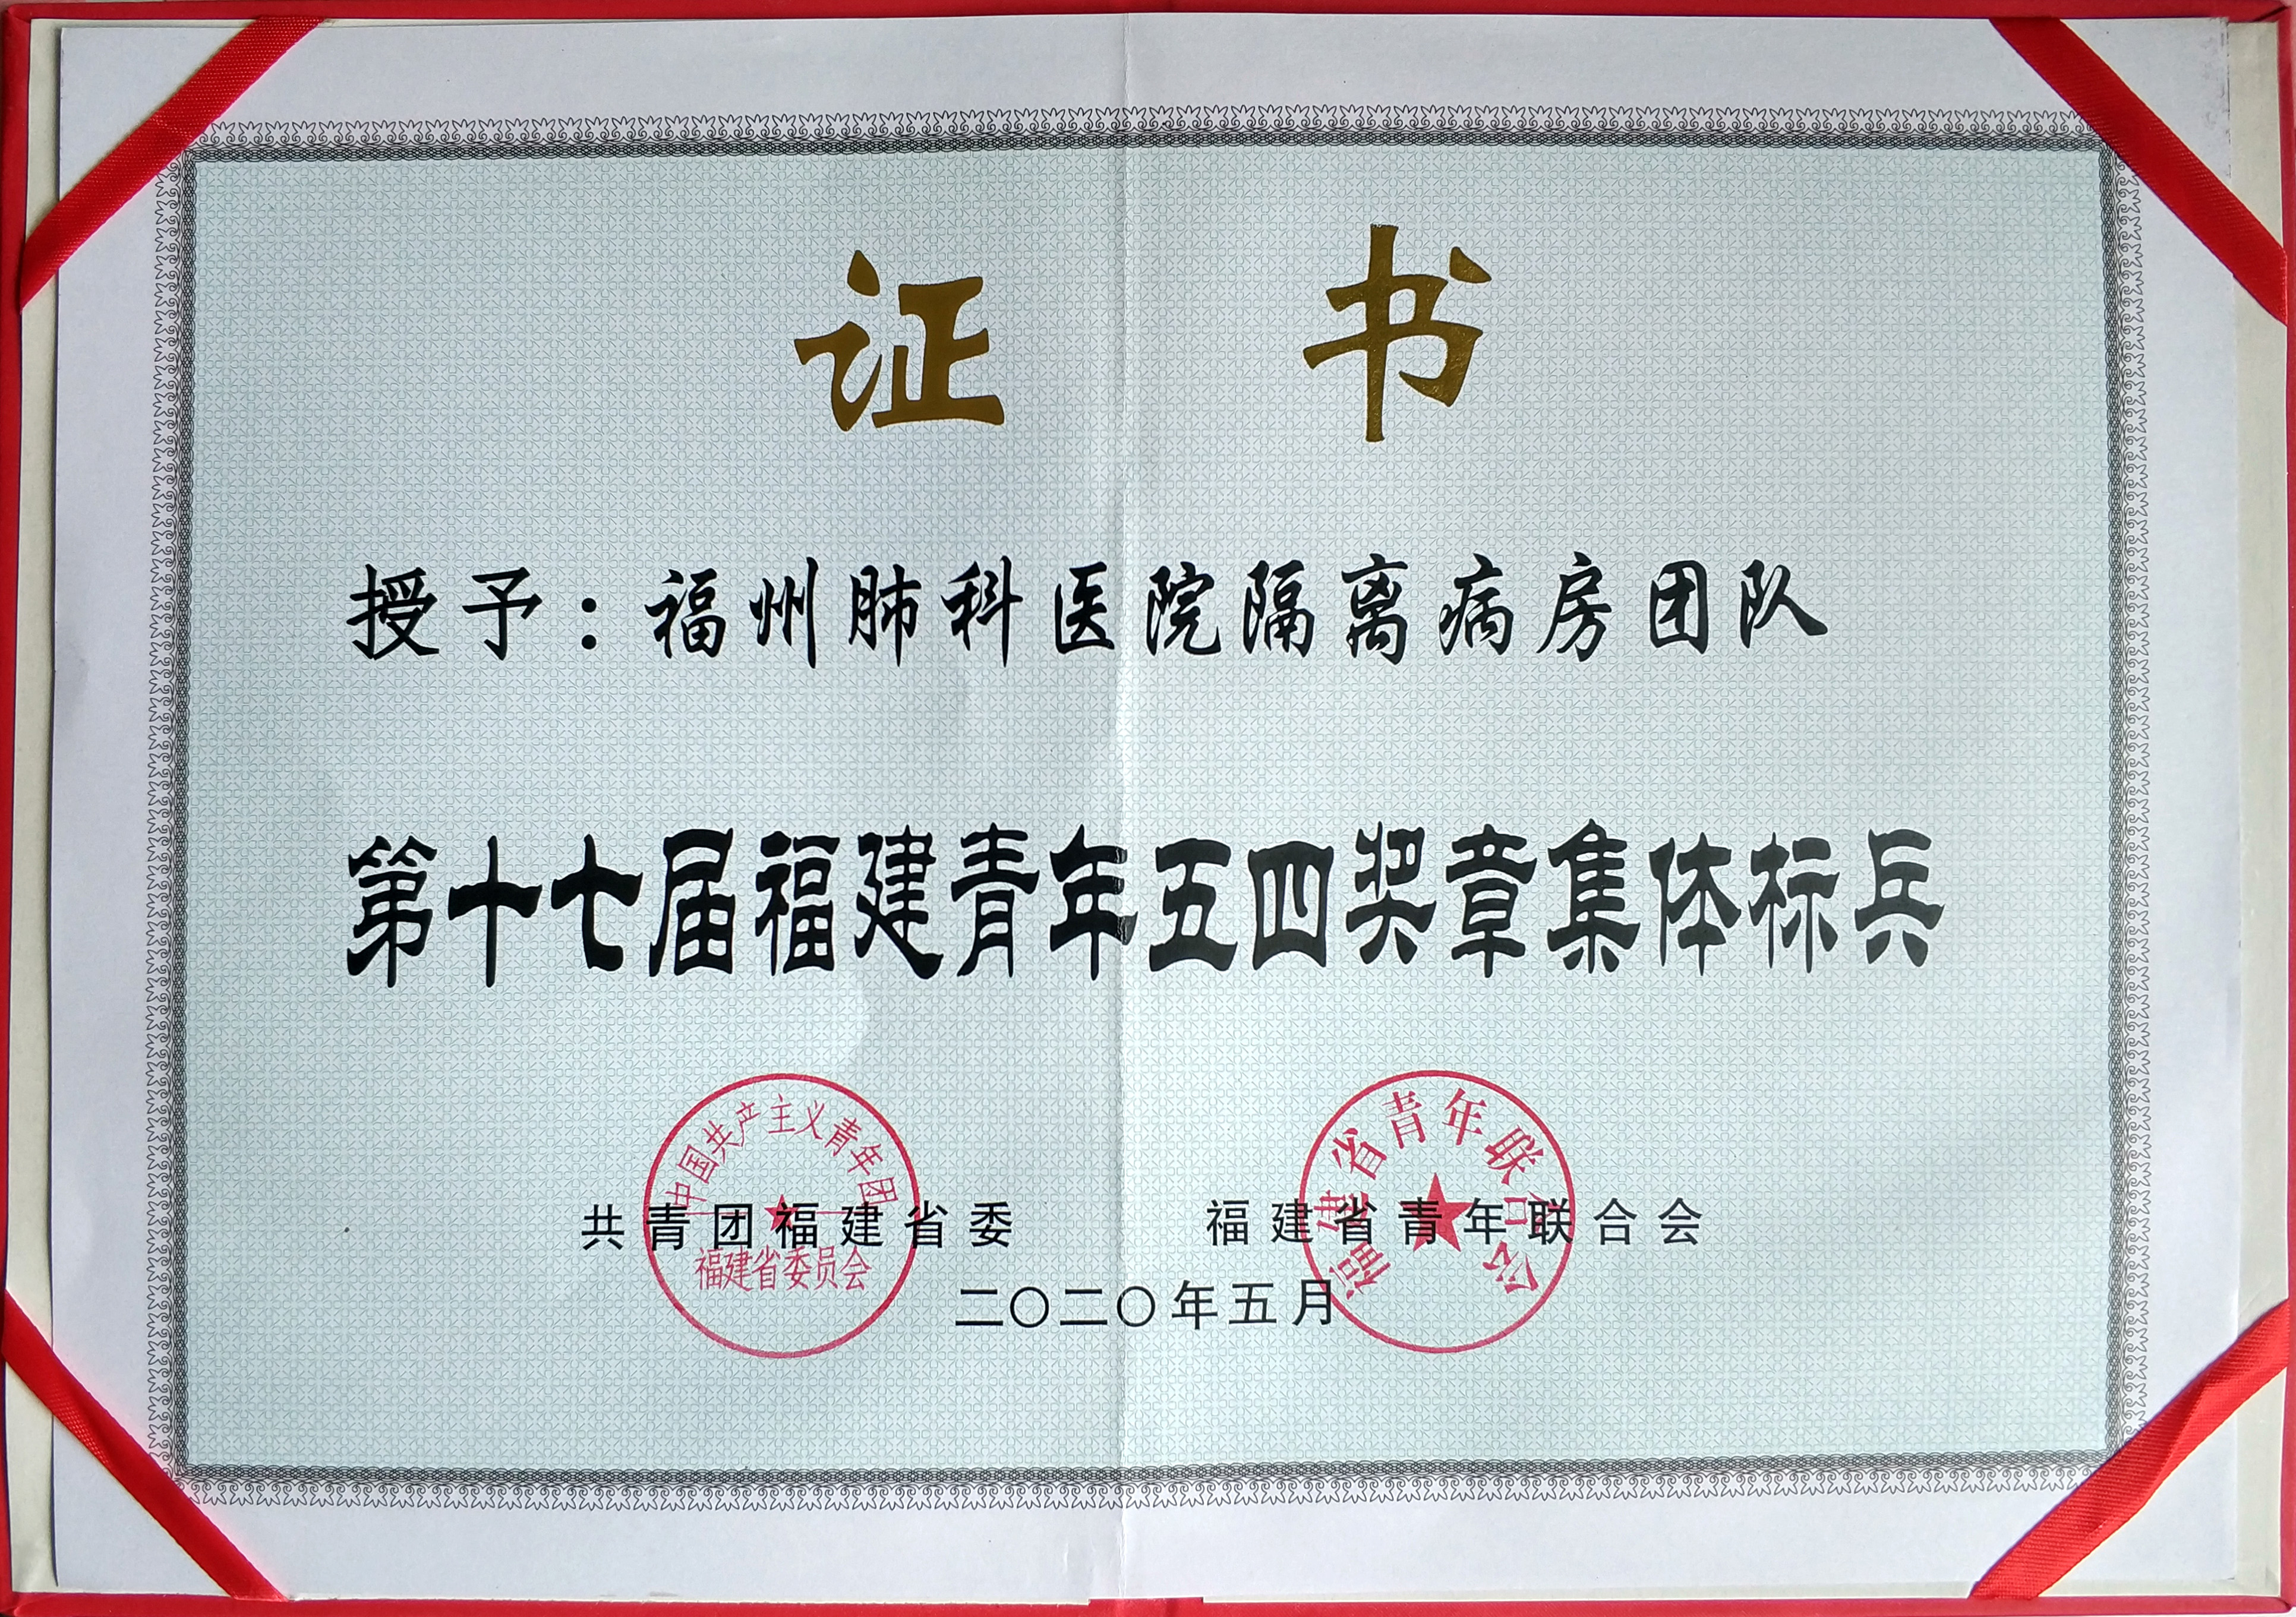 证书
授予：福州肺科医院隔离病房团队
第十七届福建青年五四奖章集体标兵
中国共产主义青年团
福建省委员会
福建省青年联合会
共青团福建省委 福建省青年联合会
二〇二〇年五月